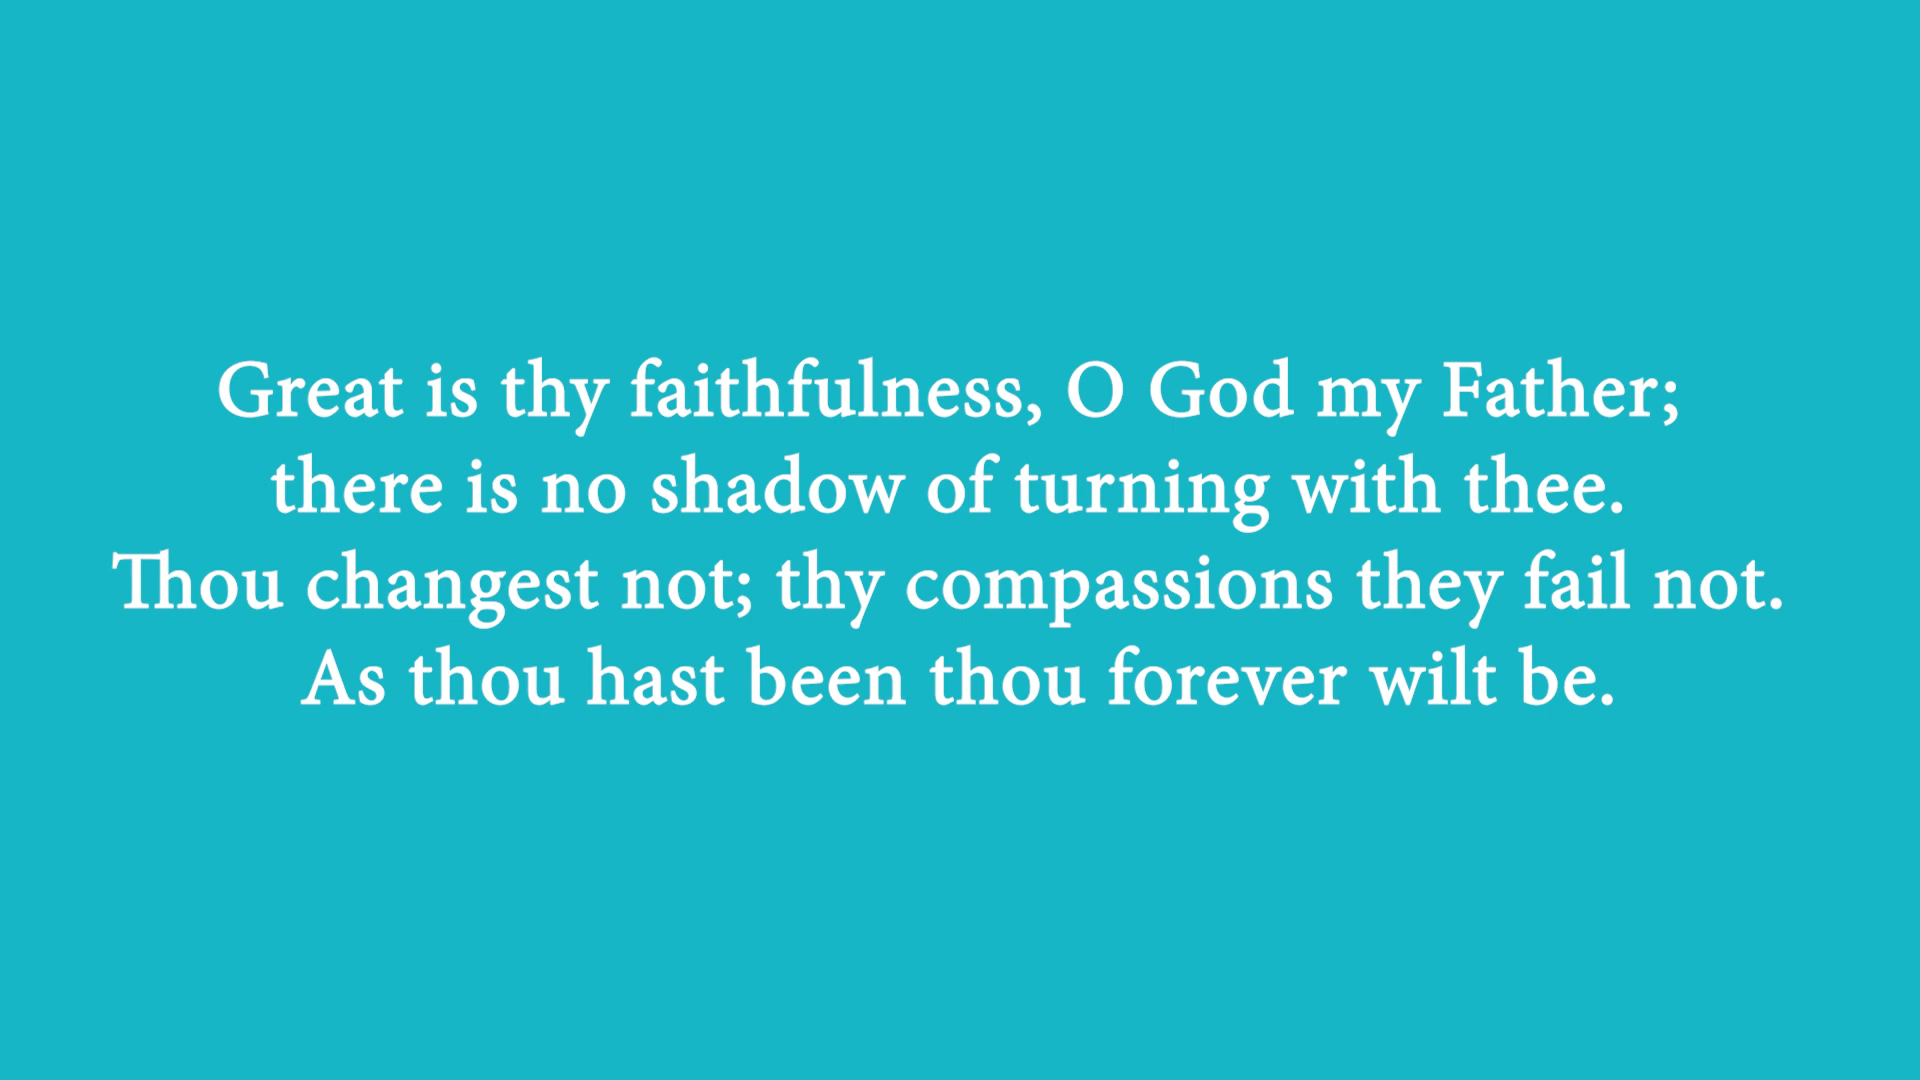 Great is thy faithfulness, O God my Father;
there is no shadow of turning with thee.
Thou changest not; thy compassions they fail not.
As thou hast been thou forever wilt be.